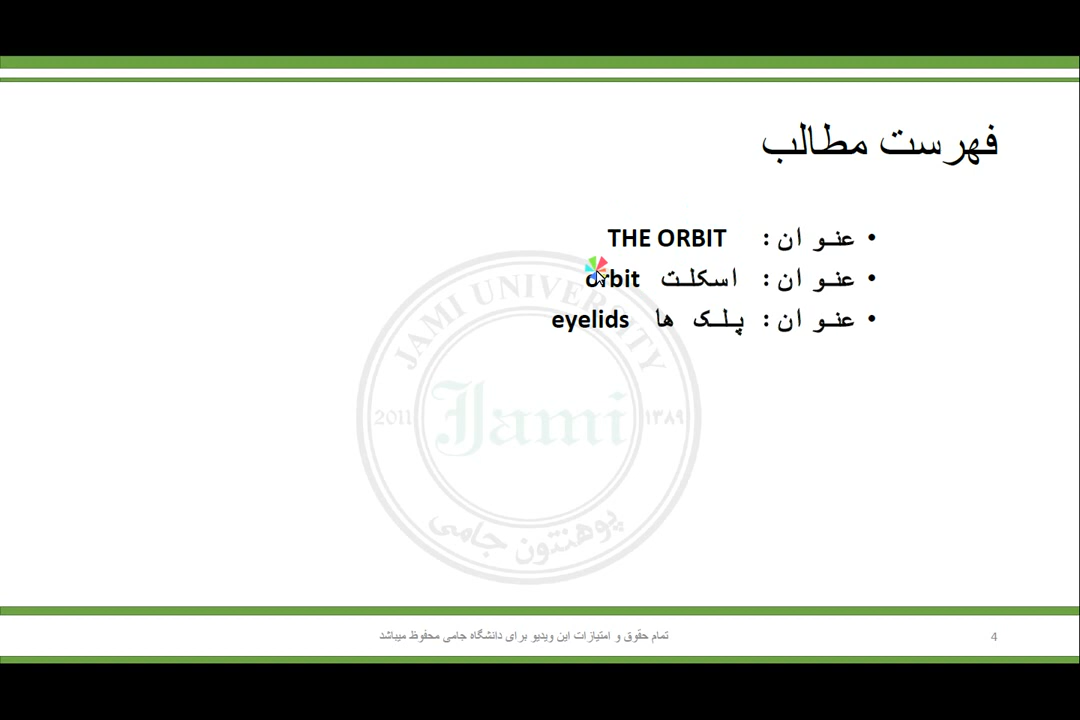 فهرست مطالب
• عنوان: THE ORBIT
• عنوان: اسکلت orbit
• عنوان: پلک ها eyelids
JAMI UNIVERSITY
2011
Jami
۱۳۸۹
پوهنتون جامی
تمام حقوق و امتیازات این ویدیو برای دانشگاه جامی محفوظ میباشد
4